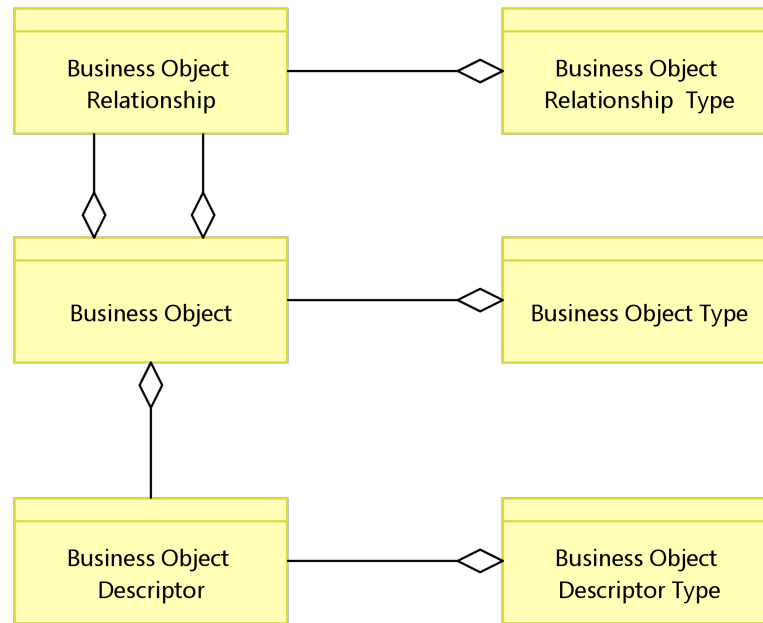 Business Object
Relationship
Business Object
Relationship Type
Business Object
Business Object Type
Business Object
Descriptor
Business Object
Descriptor Type